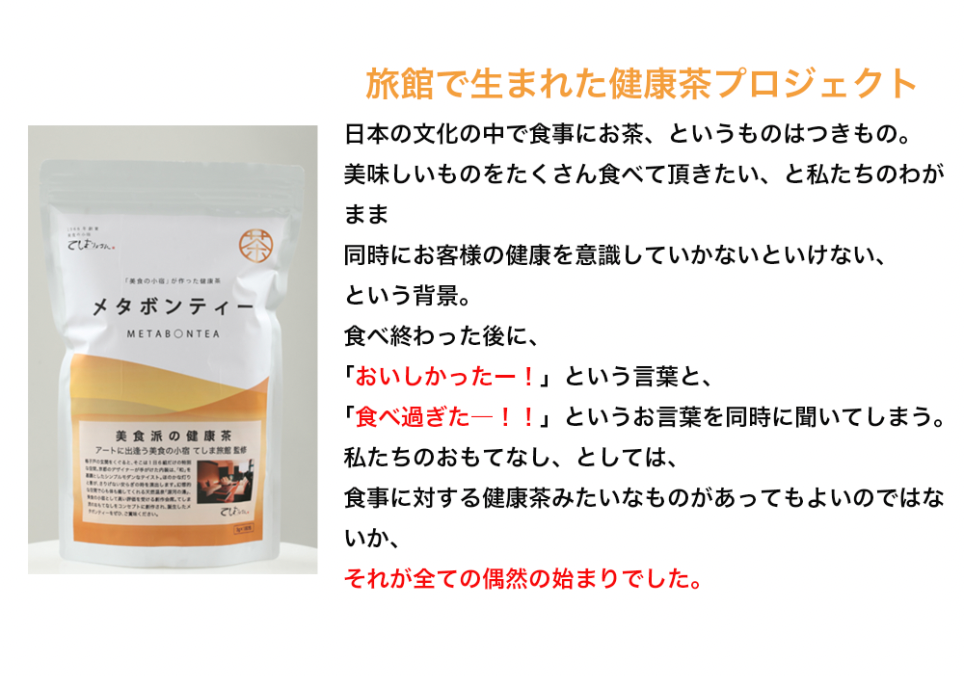 旅館で生まれた健康茶プロジェクト
日本の文化の中で食事にお茶、というものはつきもの。
美味しいものをたくさん食べて頂きたい、と私たちのわが
まま
同時にお客様の健康を意識していかないといけない、
という背景。
食べ終わった後に、
「おいしかったー！」という言葉と、
「食べ過ぎた―！！」というお言葉を同時に聞いてしまう。
私たちのおもてなし、としては、
食事に対する健康茶みたいなものがあってもよいのではな
いか、
それが全ての偶然の始まりでした。
茶
「美食の小宿」が作った健康茶
メタボンティー
METABONTEA
美食派の健康茶
アートに出逢う美食の小宿 てしま旅館 監修